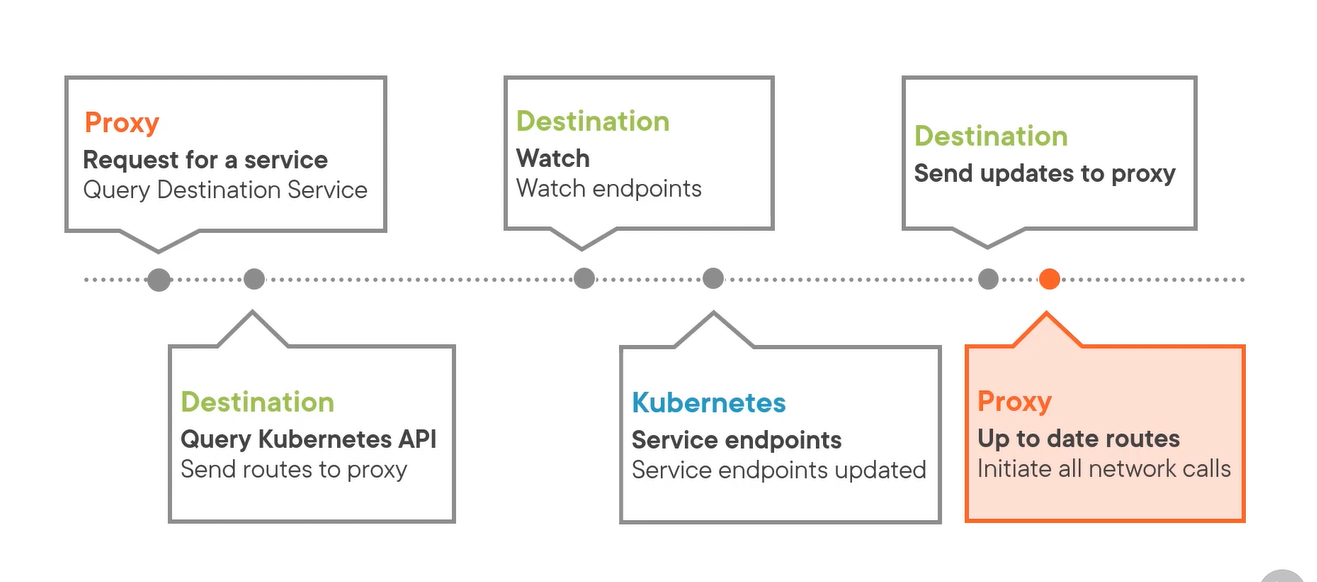 Proxy
Request for a service
Query Destination Service
Destination
Query Kubernetes API
Send routes to proxy
Destination
Watch
Watch endpoints
Kubernetes
Service endpoints
Service endpoints updated
Destination
Send updates to proxy
Proxy
Up to date routes
Initiate all network calls